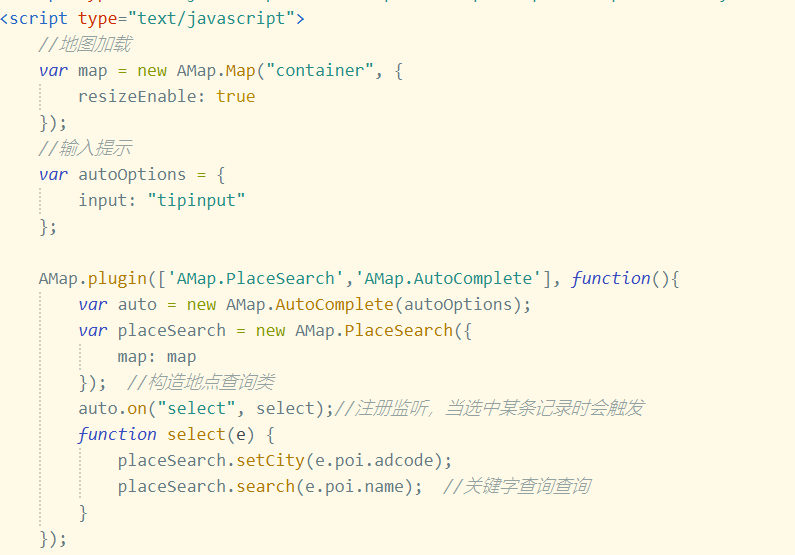 <script type="text/javascript">
//地图加载
var map = new AMap.Map("container", {
resizeEnable: true
});
//输入提示
var autoOptions = {
input: "tipinput"
};
AMap.plugin(['AMap.PlaceSearch','AMap.AutoComplete'], function(){
var auto = new AMap.AutoComplete(autoOptions);
var placeSearch = new AMap.PlaceSearch({
map: map
});  //构造地点查询类
auto.on("select", select);//注册监听，当选中某条记录时会触发
function select(e) {
placeSearch.setCity(e.poi.adcode);
placeSearch.search(e.poi.name);  //关键字查询查询
}
});